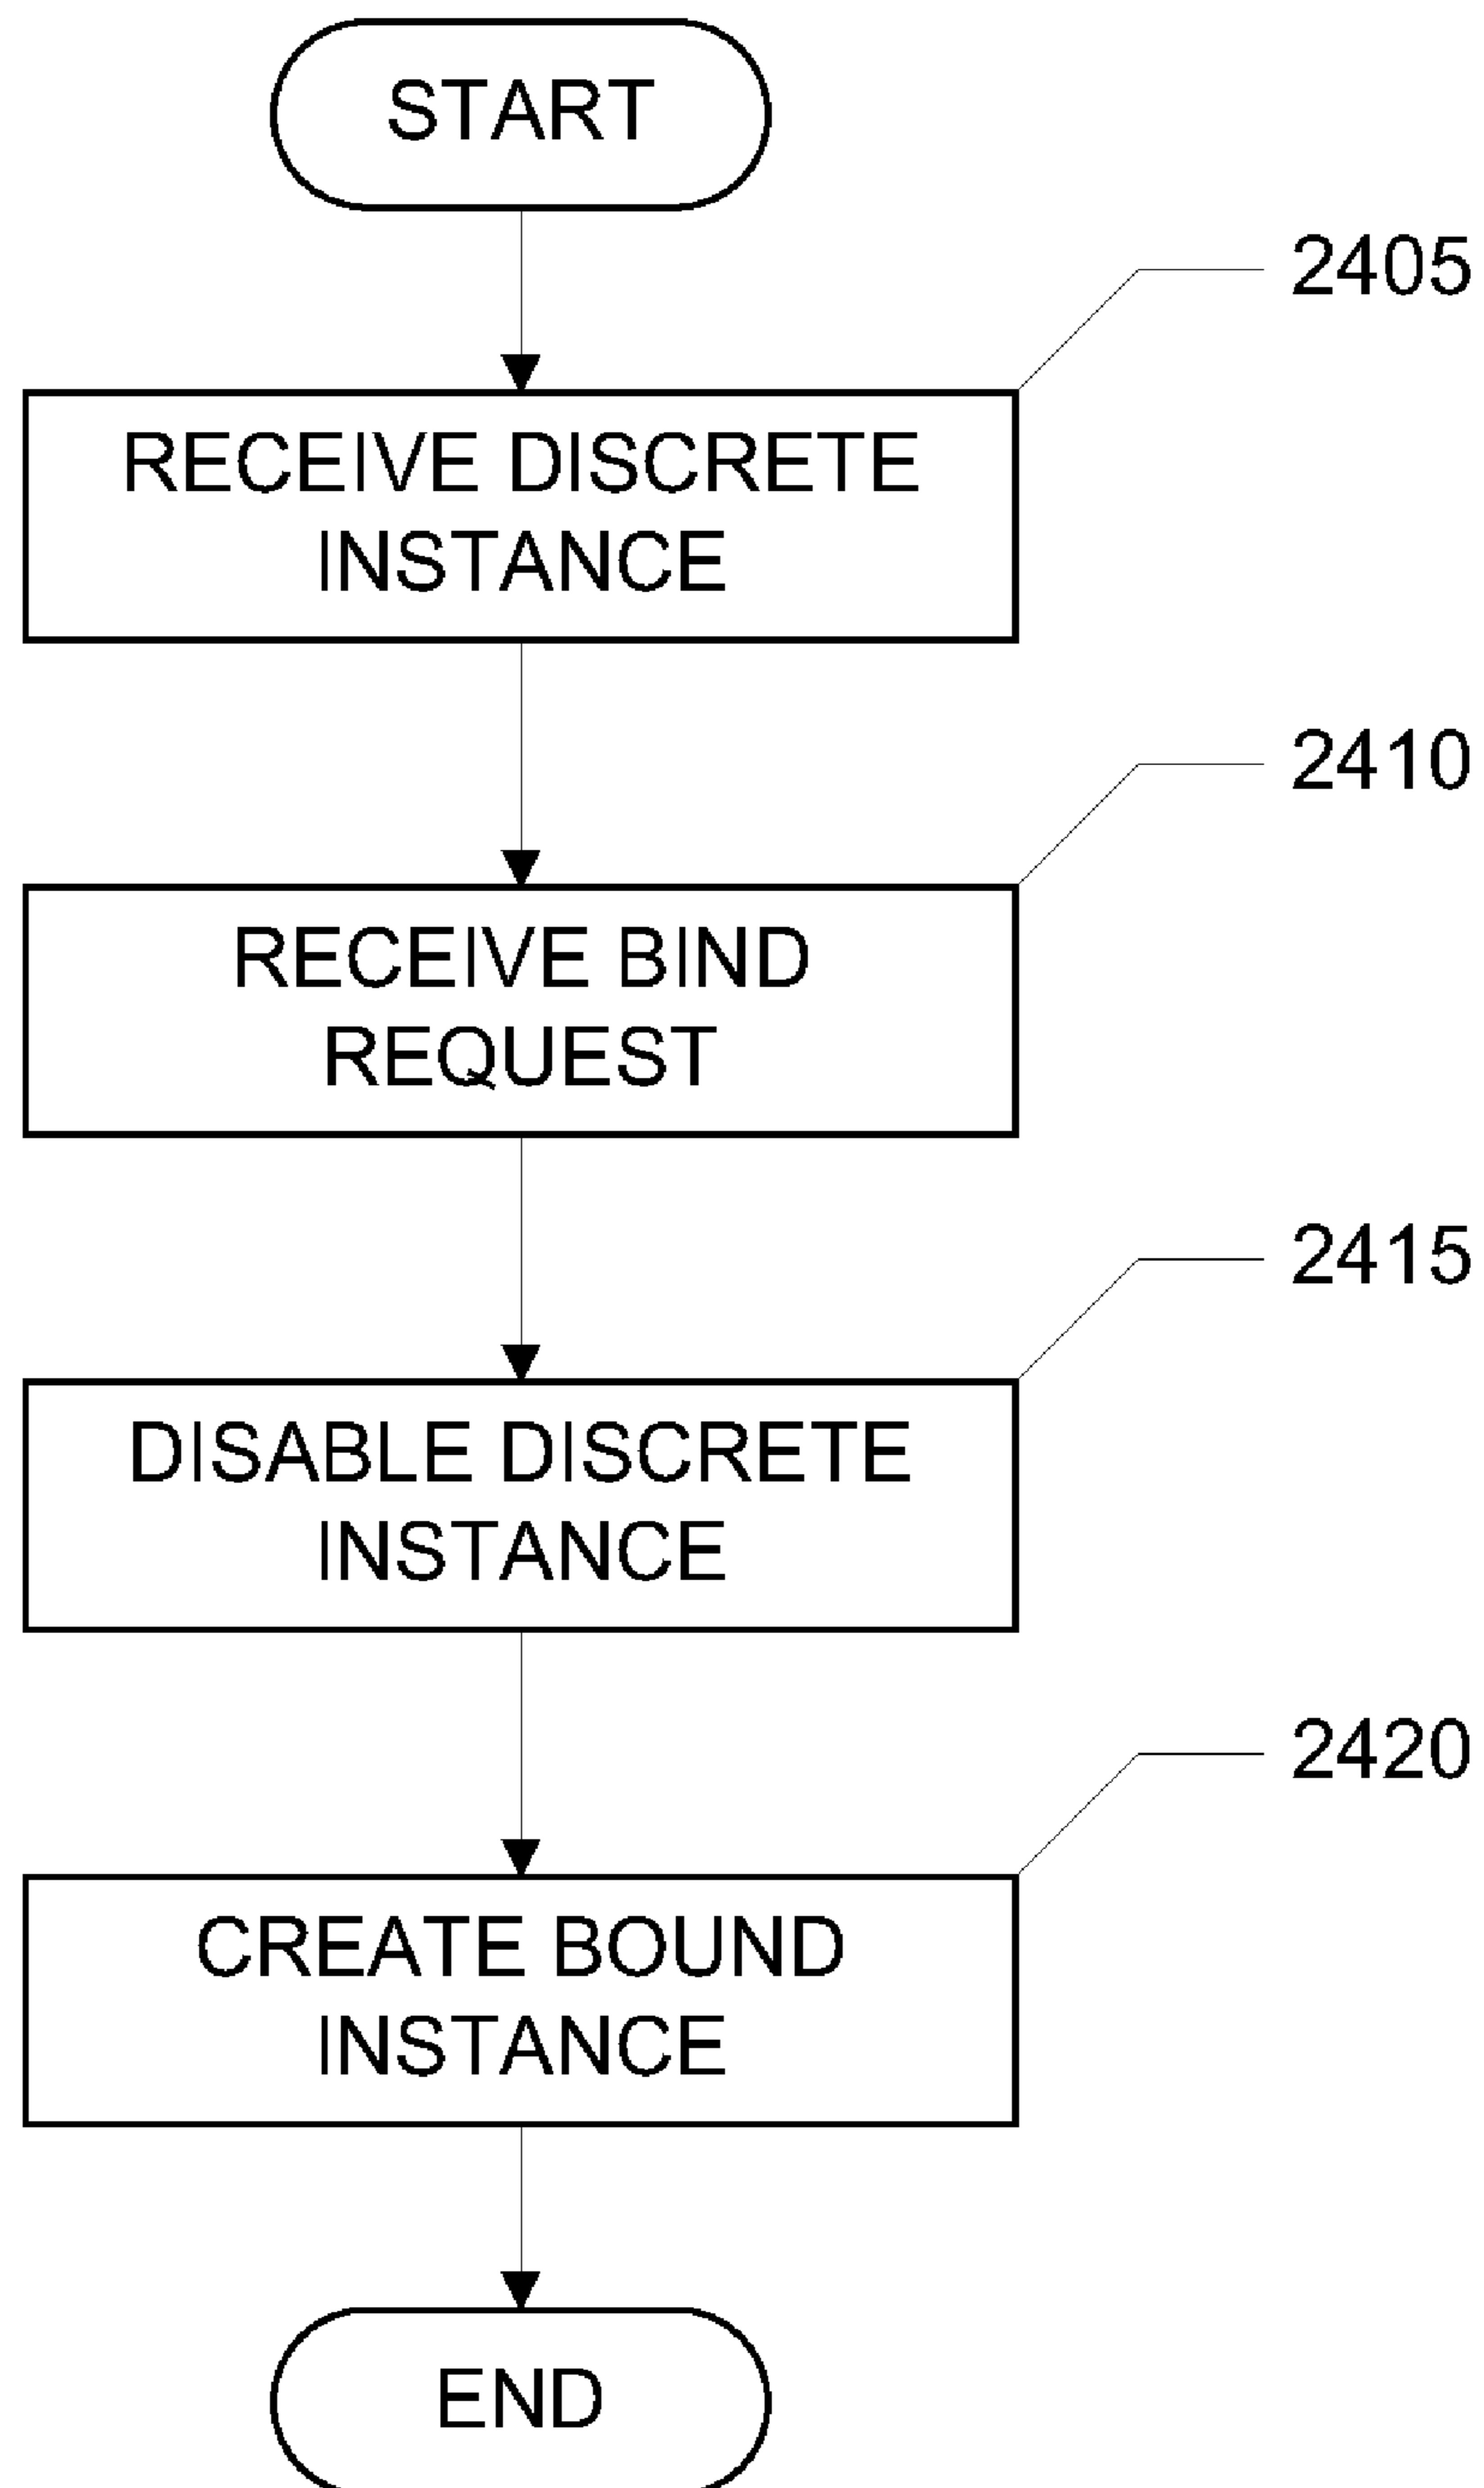 START
2405
RECEIVE DISCRETE
INSTANCE
2410
RECEIVE BIND
REQUEST
2415
DISABLE DISCRETE
INSTANCE
2420
CREATE BOUND
INSTANCE
END